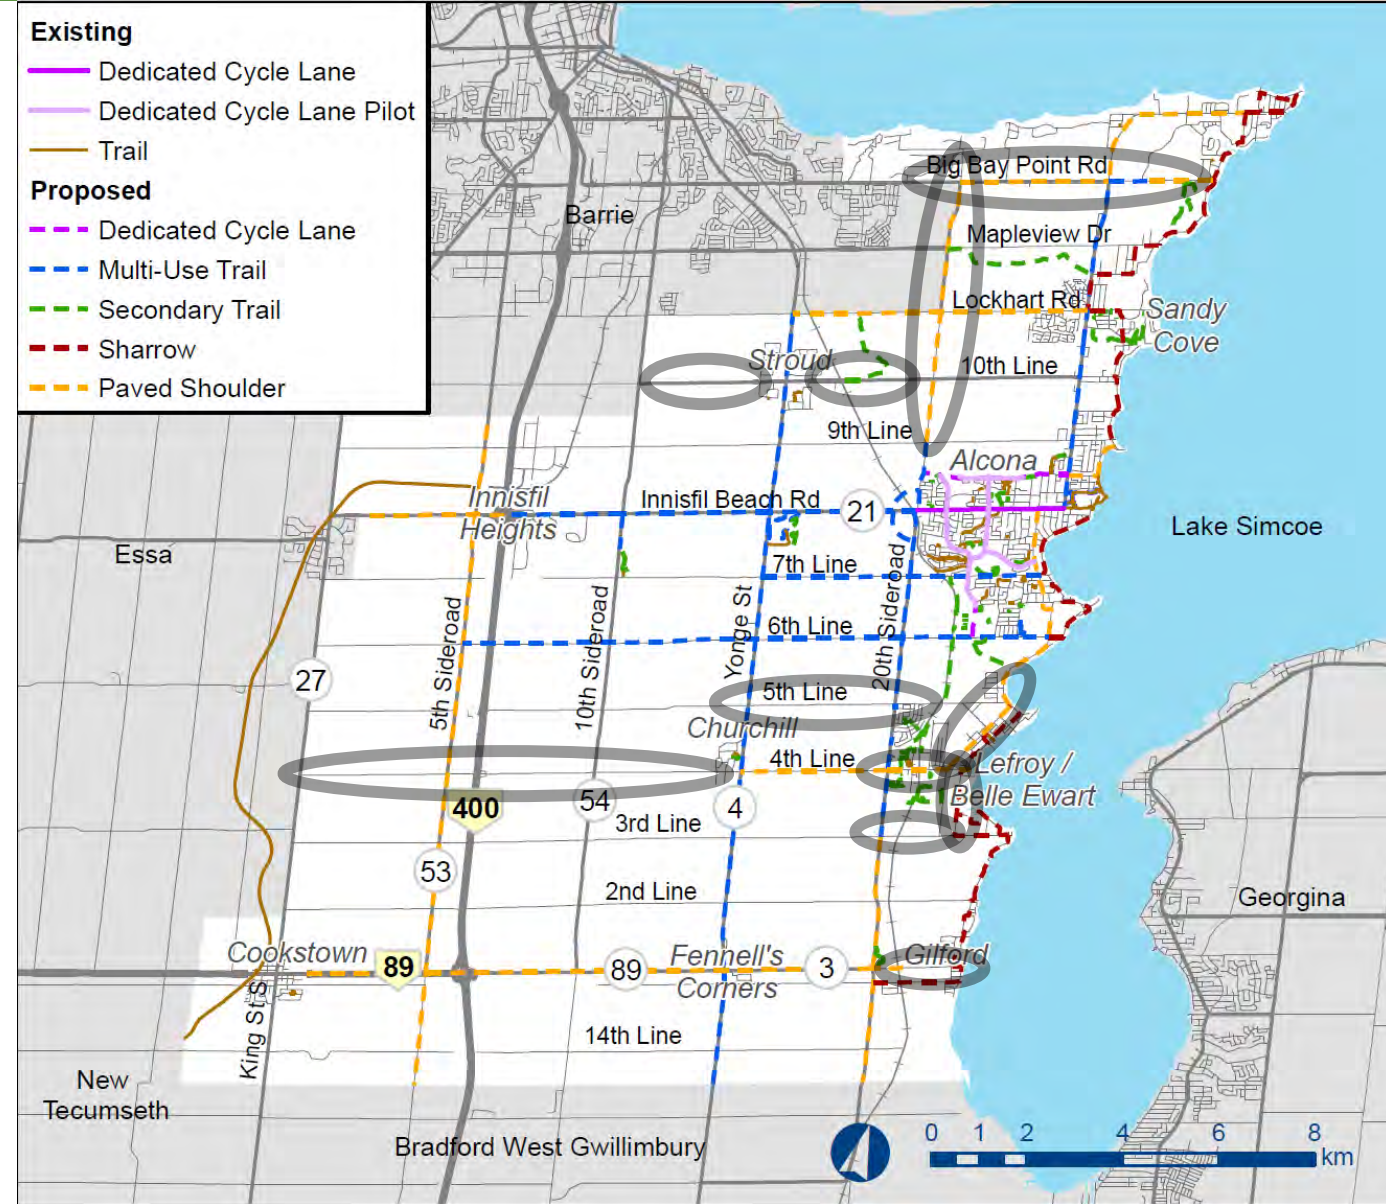 Existing
Dedicated Cycle Lane
Dedicated Cycle Lane Pilot
Trail
Proposed
Dedicated Cycle Lane
Multi-Use Trail
Secondary Trail
Sharrow
Paved Shoulder
Big Bay Point Rd
Barrie
Mapleview Dr
Lockhart Rd
Sandy
Cove
Stroud
10th Line
9th Line
Alcona
Innisfil
Heights
Innisfil Beach Rd
21
Lake Simcoe
Essa
7th Line
5th Sideroad
10th Sideroad
Yonge St
20th Sideroad
6th Line
27
5th Line
Churchill
4th Line
Lefroy /
Belle Ewart
400
54
4
3rd Line
53
2nd Line
Georgina
Cookstown
89
89
Fennell's
Corners
3
Gilford
King St S
14th Line
New
Tecumseth
Bradford West Gwillimbury
0 1 2 4 6 8
km